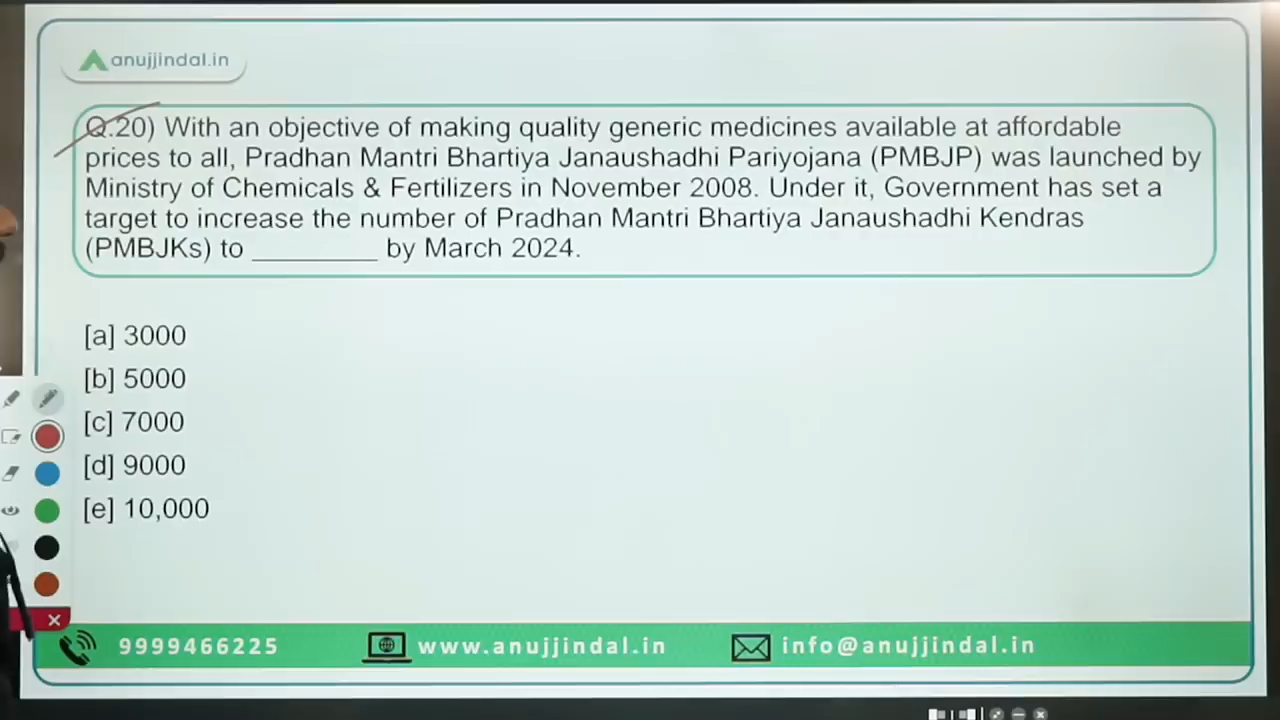 anujjindal.in
Q.20) With an objective of making quality generic medicines available at affordable
prices to all, Pradhan Mantri Bhartiya Janaushadhi Pariyojana (PMBJP) was launched by
Ministry of Chemicals & Fertilizers in November 2008. Under it, Government has set a
target to increase the number of Pradhan Mantri Bhartiya Janaushadhi Kendras
(PMBJKs) to _________ by March 2024.
[a] 3000
[b] 5000
[c] 7000
[d] 9000
[e] 10,000
9999466225 www.anujjindal.in info@anujjindal.in